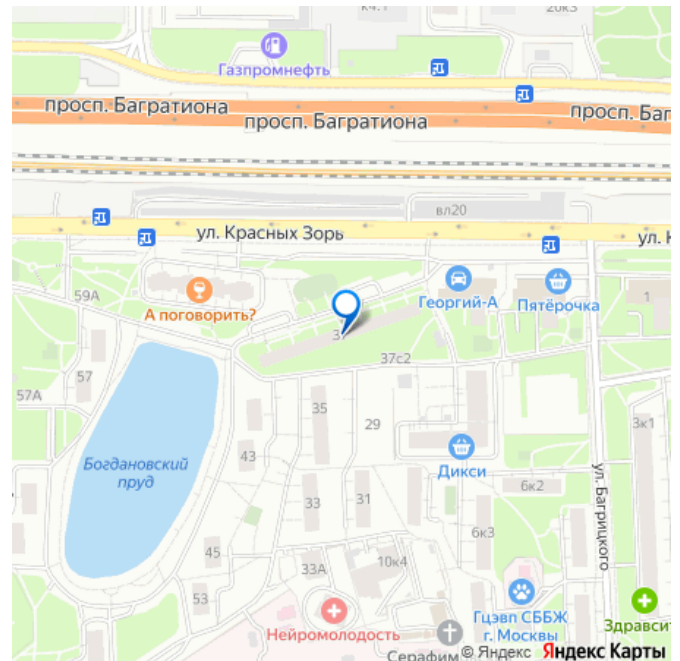 к4.1
20к3
Газпромнефть
просп. Багратиона
просп. Багратиона
просп. Баг
вл20
ул. Красных Зорь
ул. К
59А
А поговорить?
Георгий-А
Пятёрочка
1
37с2
57
57А
35
29
3к1
Богдановский
пруд
43
Дикси
ул. Багрицкого
6к2
33
31
6к3
45
33А
10к4
53
Нейромолодость
Гцэвп СББЖ
г. Москвы
Здравсит
Серафим
© Яндекс Яндекс Карты